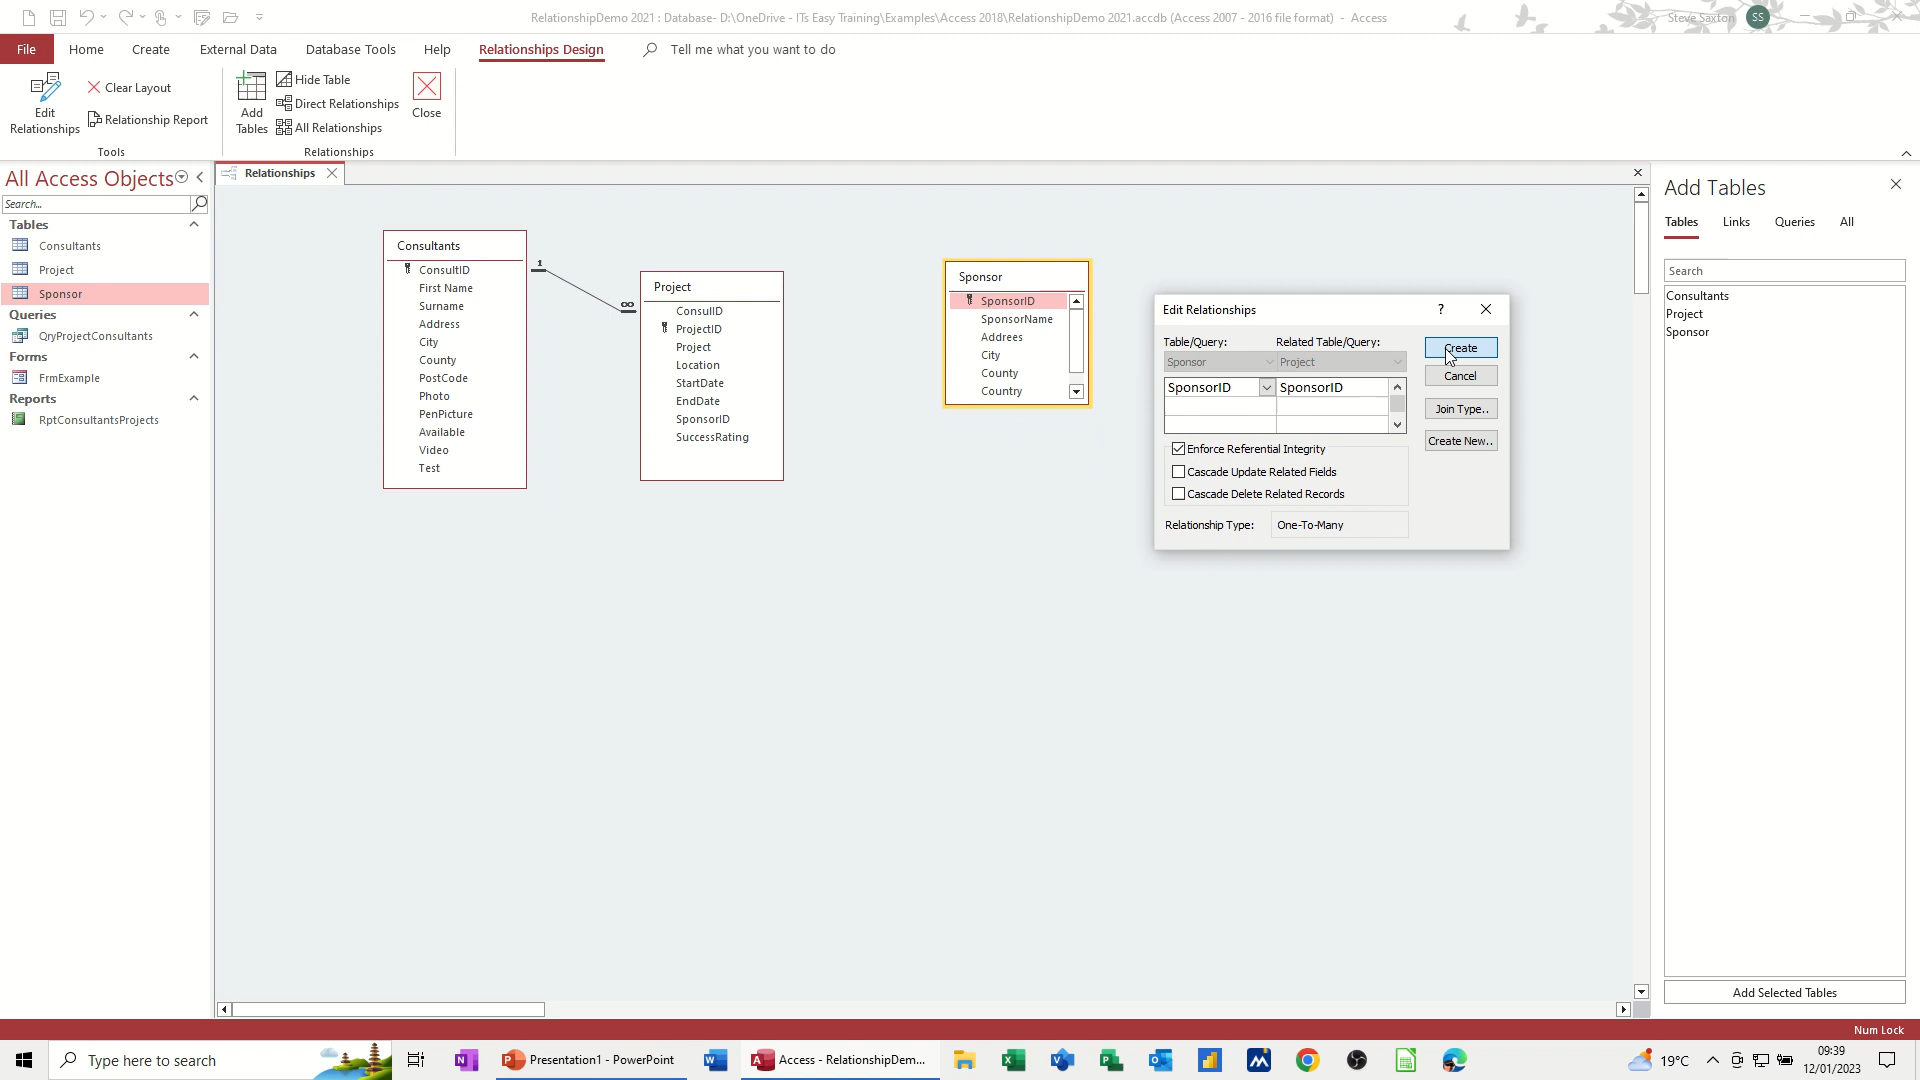 RelationshipDemo 2021 : Database- D:\OneDrive - ITs Easy Training\Examples\Access 2018\RelationshipDemo 2021.accdb (Access 2007 - 2016 file format) - Access
Steve Saxton
SS
File
Home
Create
External Data
Database Tools
Help
Relationships Design
Tell me what you want to do
Edit Relationships
Clear Layout
Relationship Report
Tools
Add Tables
Hide Table
Direct Relationships
All Relationships
Relationships
Close
All Access Objects
Search...
Tables
Consultants
Project
Sponsor
Queries
QryProjectConsultants
Forms
FrmExample
Reports
RptConsultantsProjects
Relationships
Consultants
ConsultID
First Name
Surname
Address
City
County
PostCode
Photo
PenPicture
Available
Video
Test
1
∞
Project
ConsulID
ProjectID
Project
Location
StartDate
EndDate
SponsorID
SuccessRating
Sponsor
SponsorID
SponsorName
Addrees
City
County
Country
Edit Relationships
?
Table/Query:
Related Table/Query:
Sponsor
Project
SponsorID
SponsorID
Enforce Referential Integrity
Cascade Update Related Fields
Cascade Delete Related Records
Relationship Type:
One-To-Many
Create
Cancel
Join Type..
Create New..
Add Tables
Tables
Links
Queries
All
Search
Consultants
Project
Sponsor
Add Selected Tables
Num Lock
Type here to search
Presentation1 - PowerPoint
Access - RelationshipDem...
19°C
09:39
12/01/2023